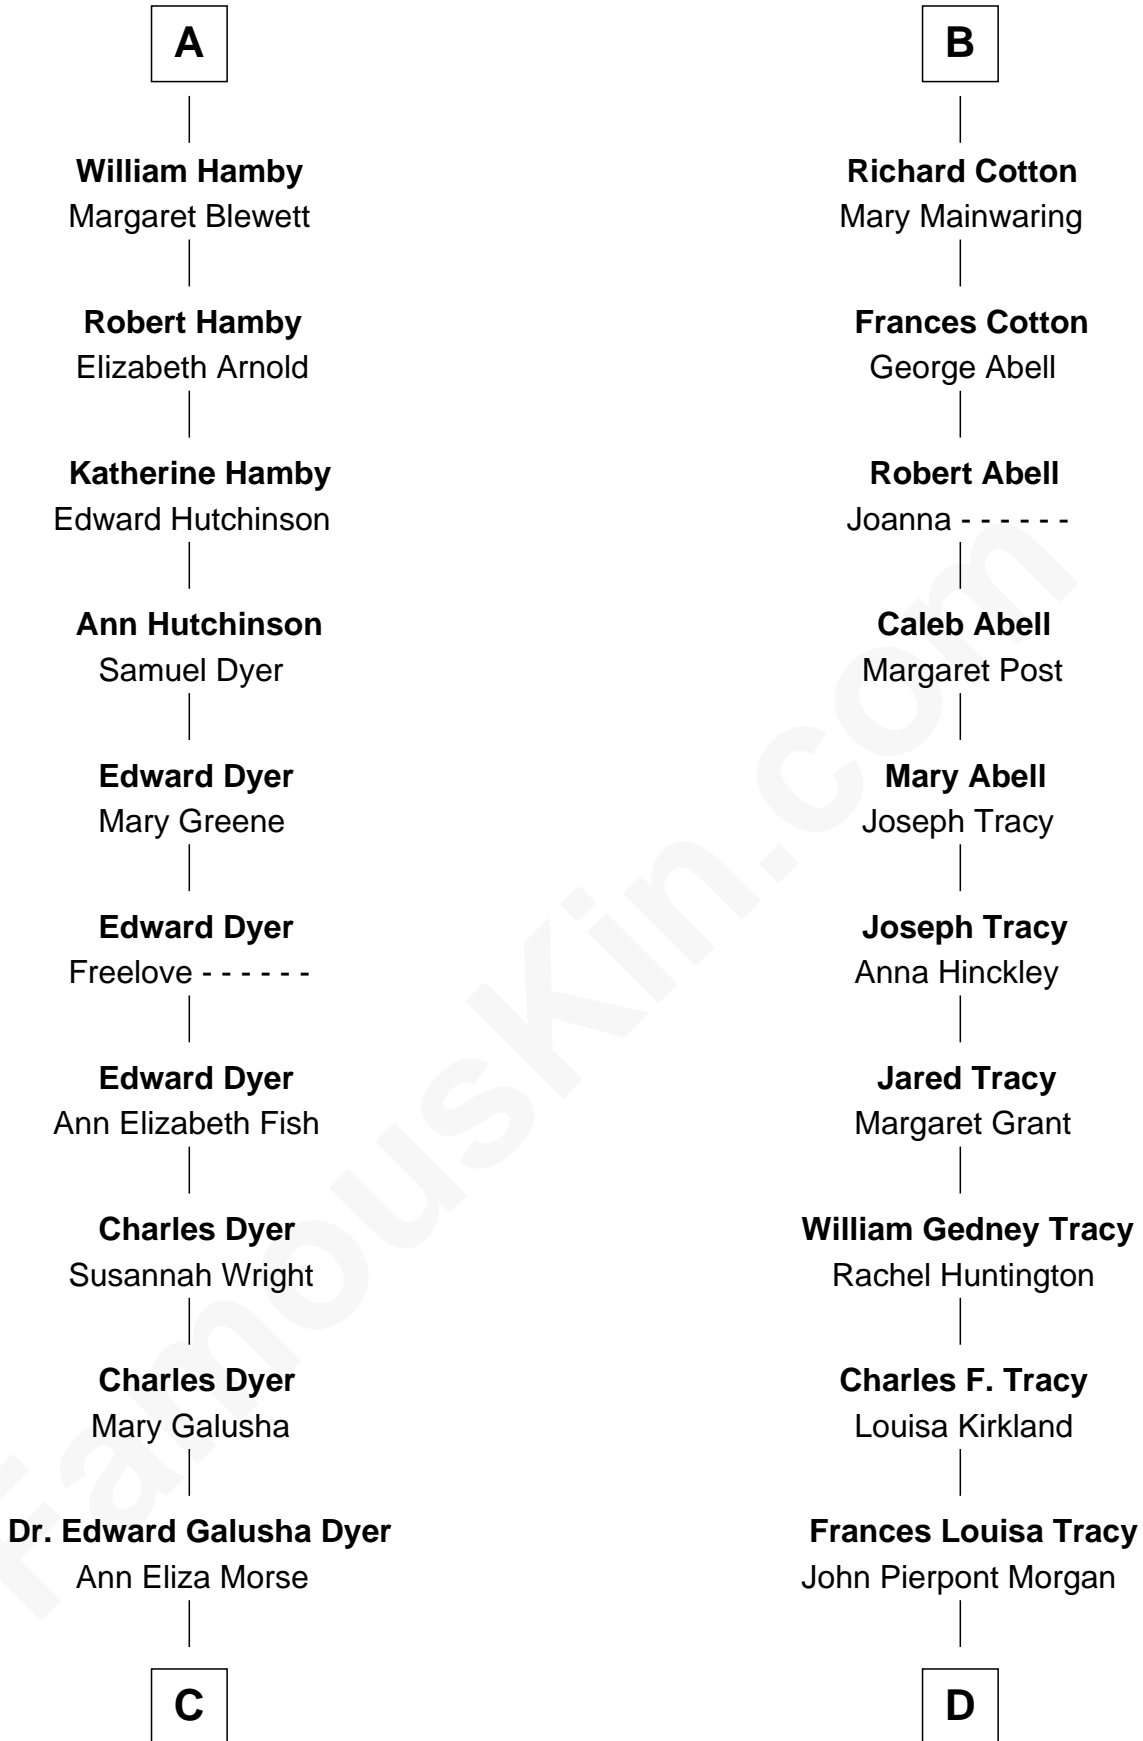 A
William Hamby
Margaret Blewett
Robert Hamby
Elizabeth Arnold
Katherine Hamby
Edward Hutchinson
Ann Hutchinson
Samuel Dyer
Edward Dyer
Mary Greene
Edward Dyer
Freelove - - - - - -
Edward Dyer
Ann Elizabeth Fish
Charles Dyer
Susannah Wright
Charles Dyer
Mary Galusha
Dr. Edward Galusha Dyer
Ann Eliza Morse
C
B
Richard Cotton
Mary Mainwaring
Frances Cotton
George Abell
Robert Abell
Joanna - - - - - -
Caleb Abell
Margaret Post
Mary Abell
Joseph Tracy
Joseph Tracy
Anna Hinckley
Jared Tracy
Margaret Grant
William Gedney Tracy
Rachel Huntington
Charles F. Tracy
Louisa Kirkland
Frances Louisa Tracy
John Pierpont Morgan
D
FamousKin.com